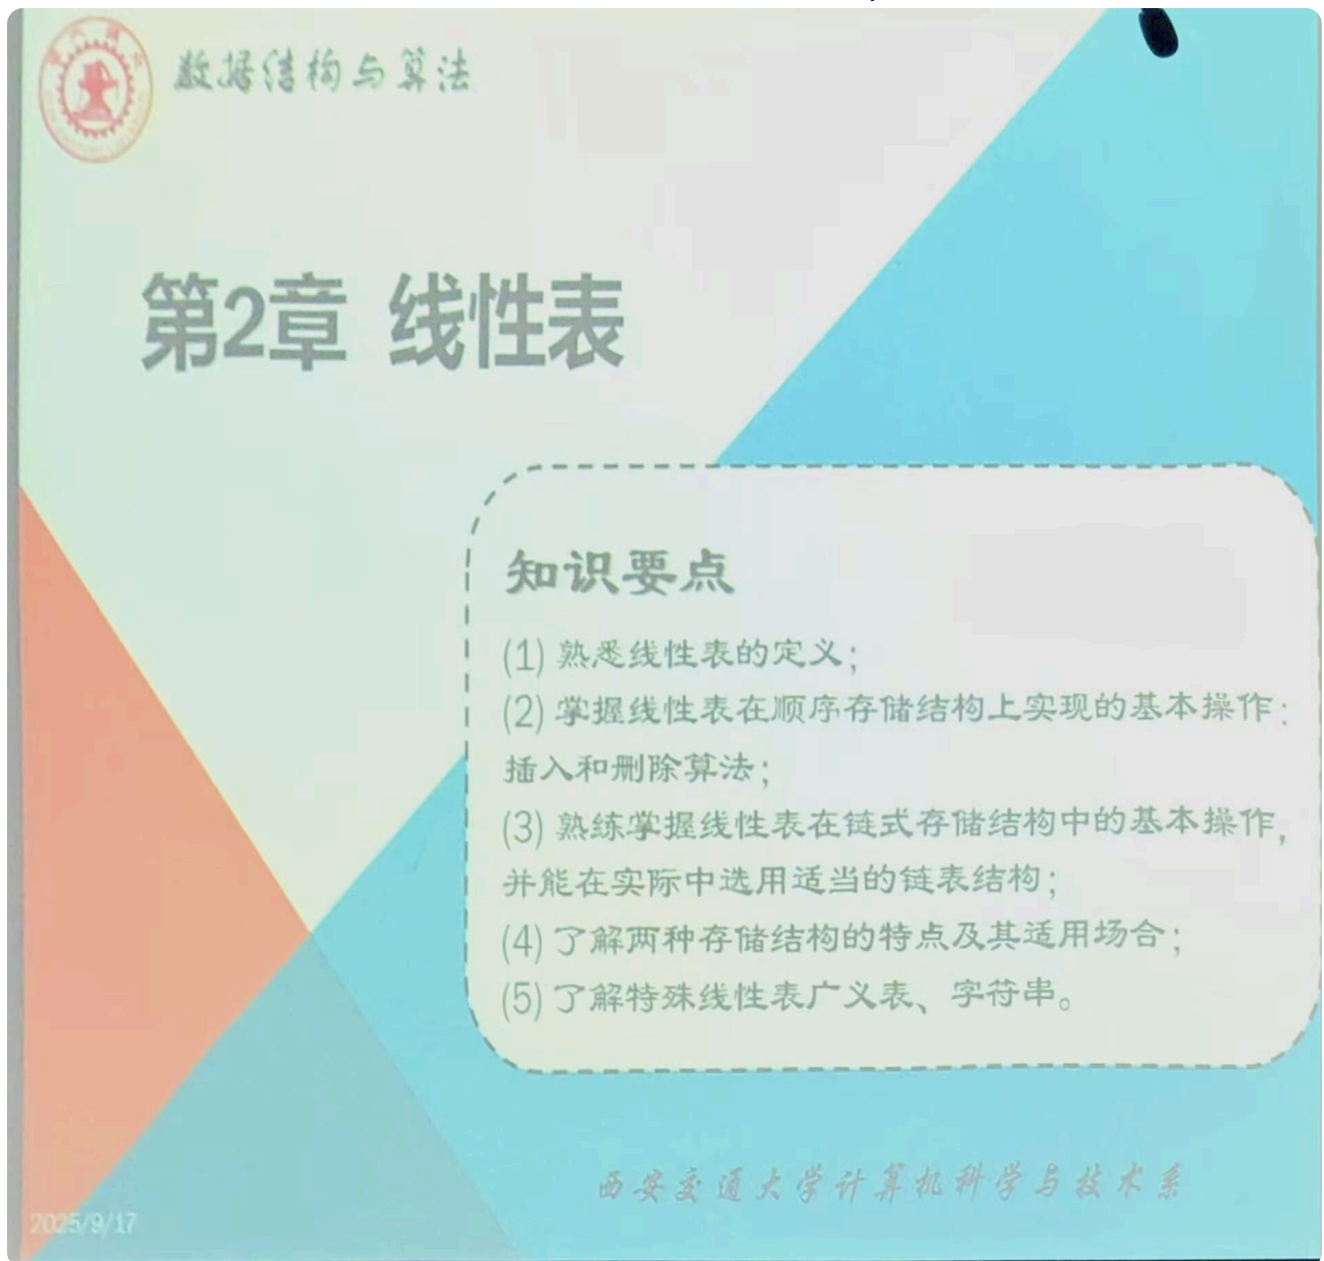 数据结构与算法
第2章 线性表
知识要点
(1) 熟悉线性表的定义；
(2) 掌握线性表在顺序存储结构上实现的基本操作：
插入和删除算法；
(3) 熟练掌握线性表在链式存储结构中的基本操作，
并能在实际中选用适当的链表结构；
(4) 了解两种存储结构的特点及其适用场合；
(5) 了解特殊线性表广义表、字符串。
西安交通大学计算机科学与技术系
2025/9/17